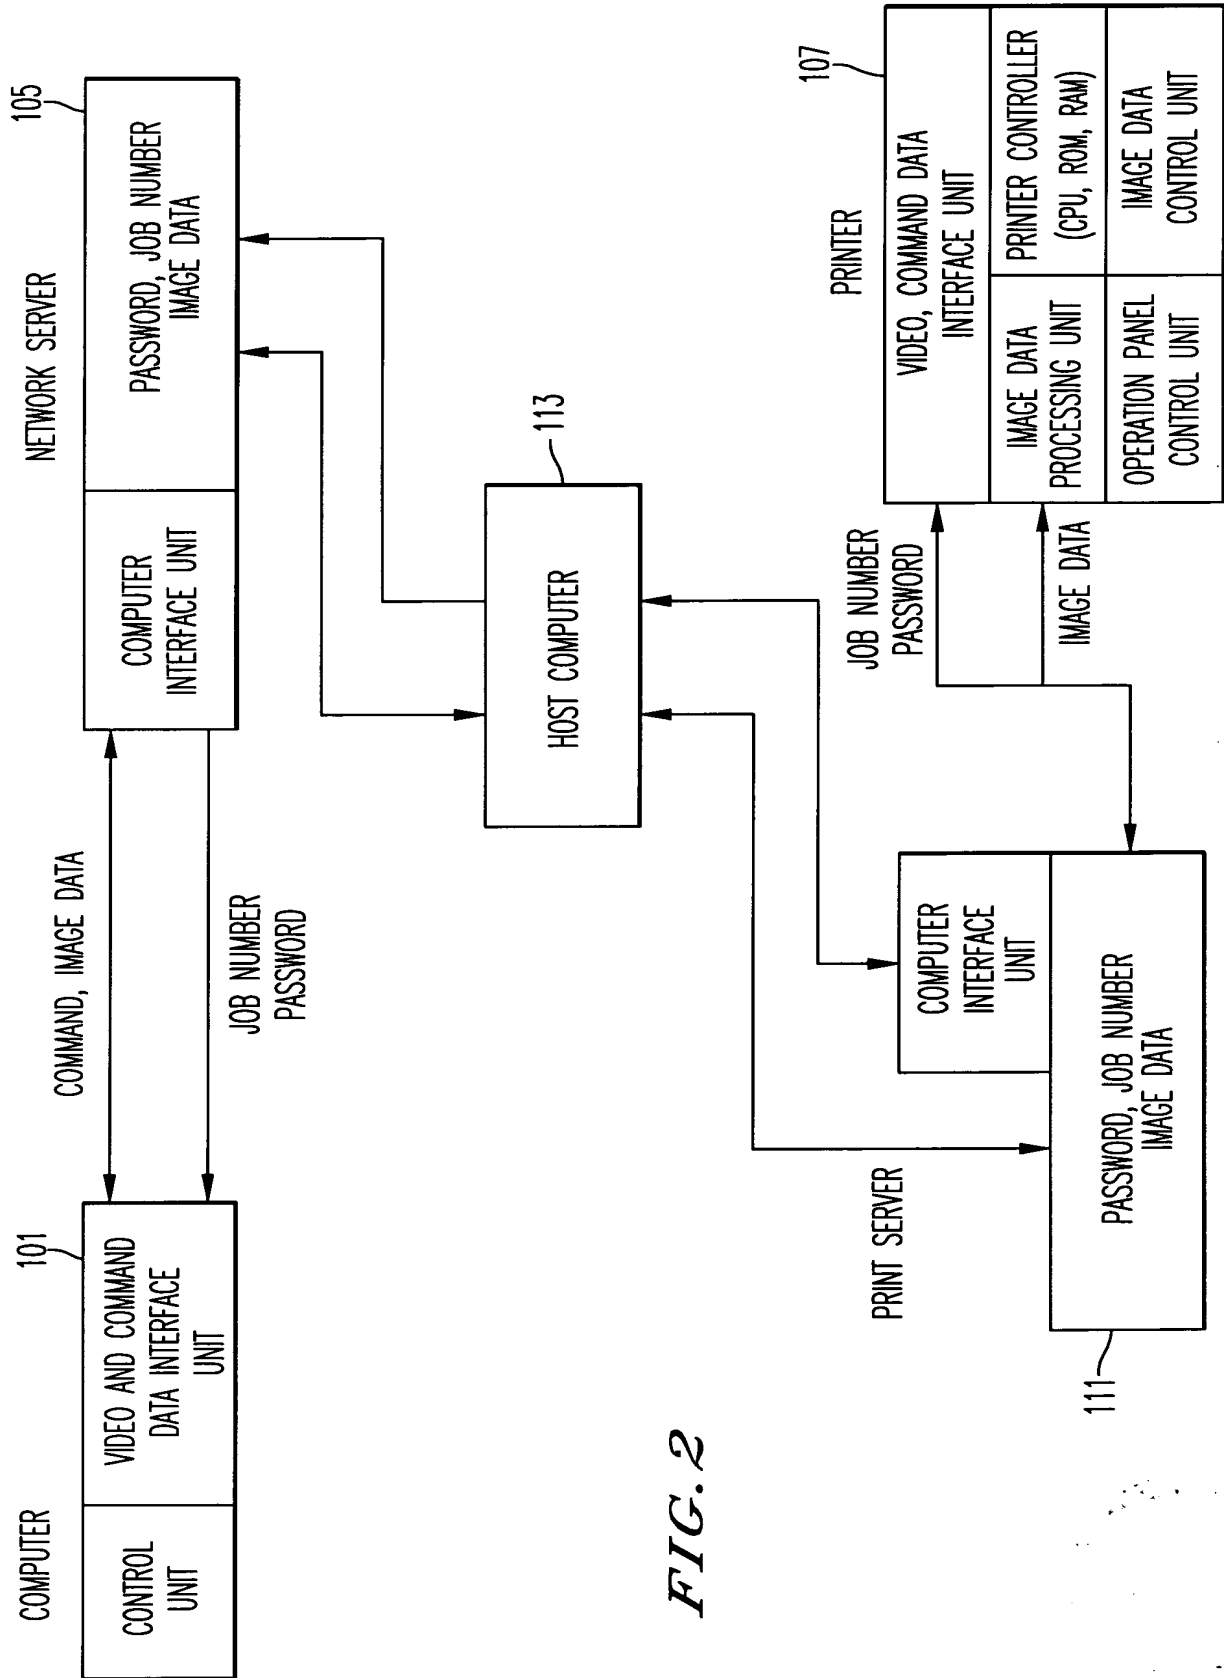 COMPUTER
101
CONTROL
UNIT
VIDEO AND COMMAND
DATA INTERFACE
UNIT
COMMAND, IMAGE DATA
JOB NUMBER
PASSWORD
NETWORK SERVER
105
COMPUTER
INTERFACE UNIT
PASSWORD, JOB NUMBER
IMAGE DATA
HOST COMPUTER
113
PRINT SERVER
111
COMPUTER
INTERFACE
UNIT
PASSWORD, JOB NUMBER
IMAGE DATA
JOB NUMBER
PASSWORD
IMAGE DATA
PRINTER
107
VIDEO, COMMAND DATA
INTERFACE UNIT
IMAGE DATA
PROCESSING UNIT
PRINTER CONTROLLER
(CPU, ROM, RAM)
OPERATION PANEL
CONTROL UNIT
IMAGE DATA
CONTROL UNIT
FIG. 2